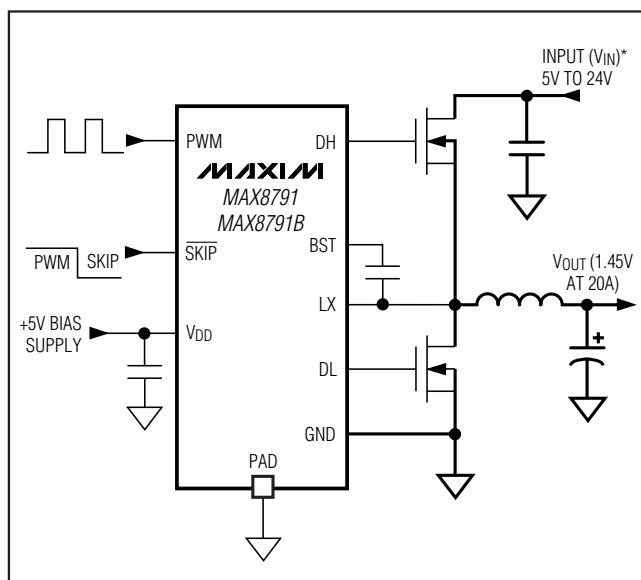 INPUT (VIN)*
5V TO 24V
PWM
DH
MAXIM
MAX8791
MAX8791B
BST
PWM
SKIP
SKIP
VOUT (1.45V
AT 20A)
LX
+5V BIAS
SUPPLY
VDD
+
DL
GND
PAD